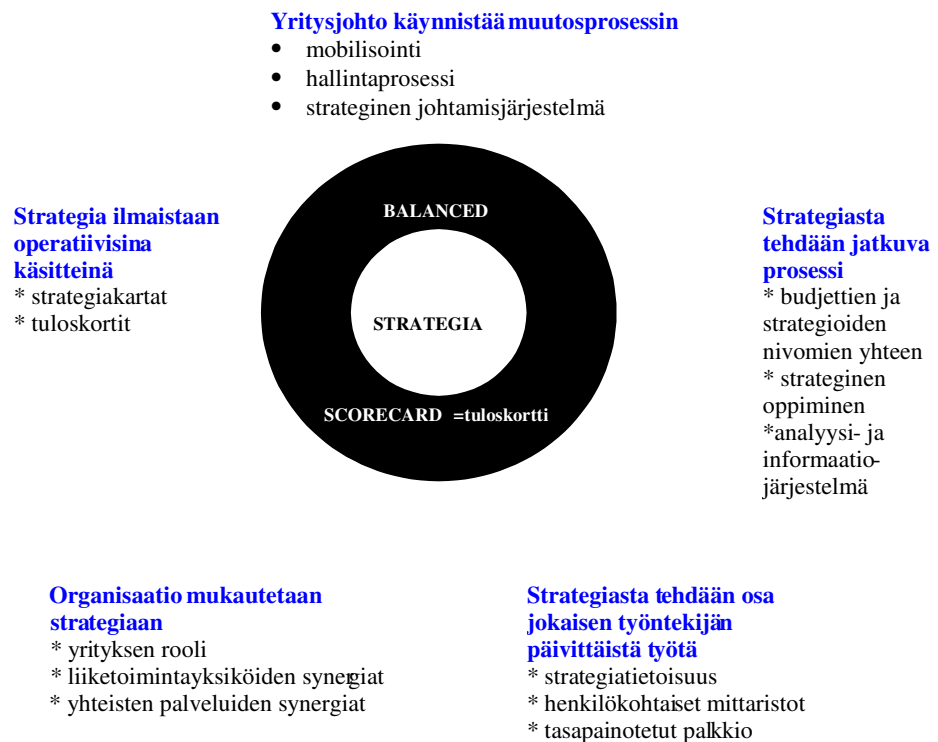 Yritysjohto käynnistää muutosprosessin
• mobilisointi
• hallintaprosessi
• strateginen johtamisjärjestelmä
BALANCED
STRATEGIA
SCORECARD =tuloskortti
Strategia ilmaistaan
operatiivisina
käsitteinä
* strategiakartat
* tuloskortit
Strategiasta
tehdään jatkuva
prosessi
* budjettien ja
strategioiden
nivomien yhteen
* strateginen
oppiminen
*analyysi- ja
informaatio-
järjestelmä
Organisaatio mukautetaan
strategiaan
* yrityksen rooli
* liiketoimintayksiköiden synergiat
* yhteisten palveluiden synergiat
Strategiasta tehdään osa
jokaisen työntekijän
päivittäistä työtä
* strategiatietoisuus
* henkilökohtaiset mittaristot
* tasapainotetut palkkio